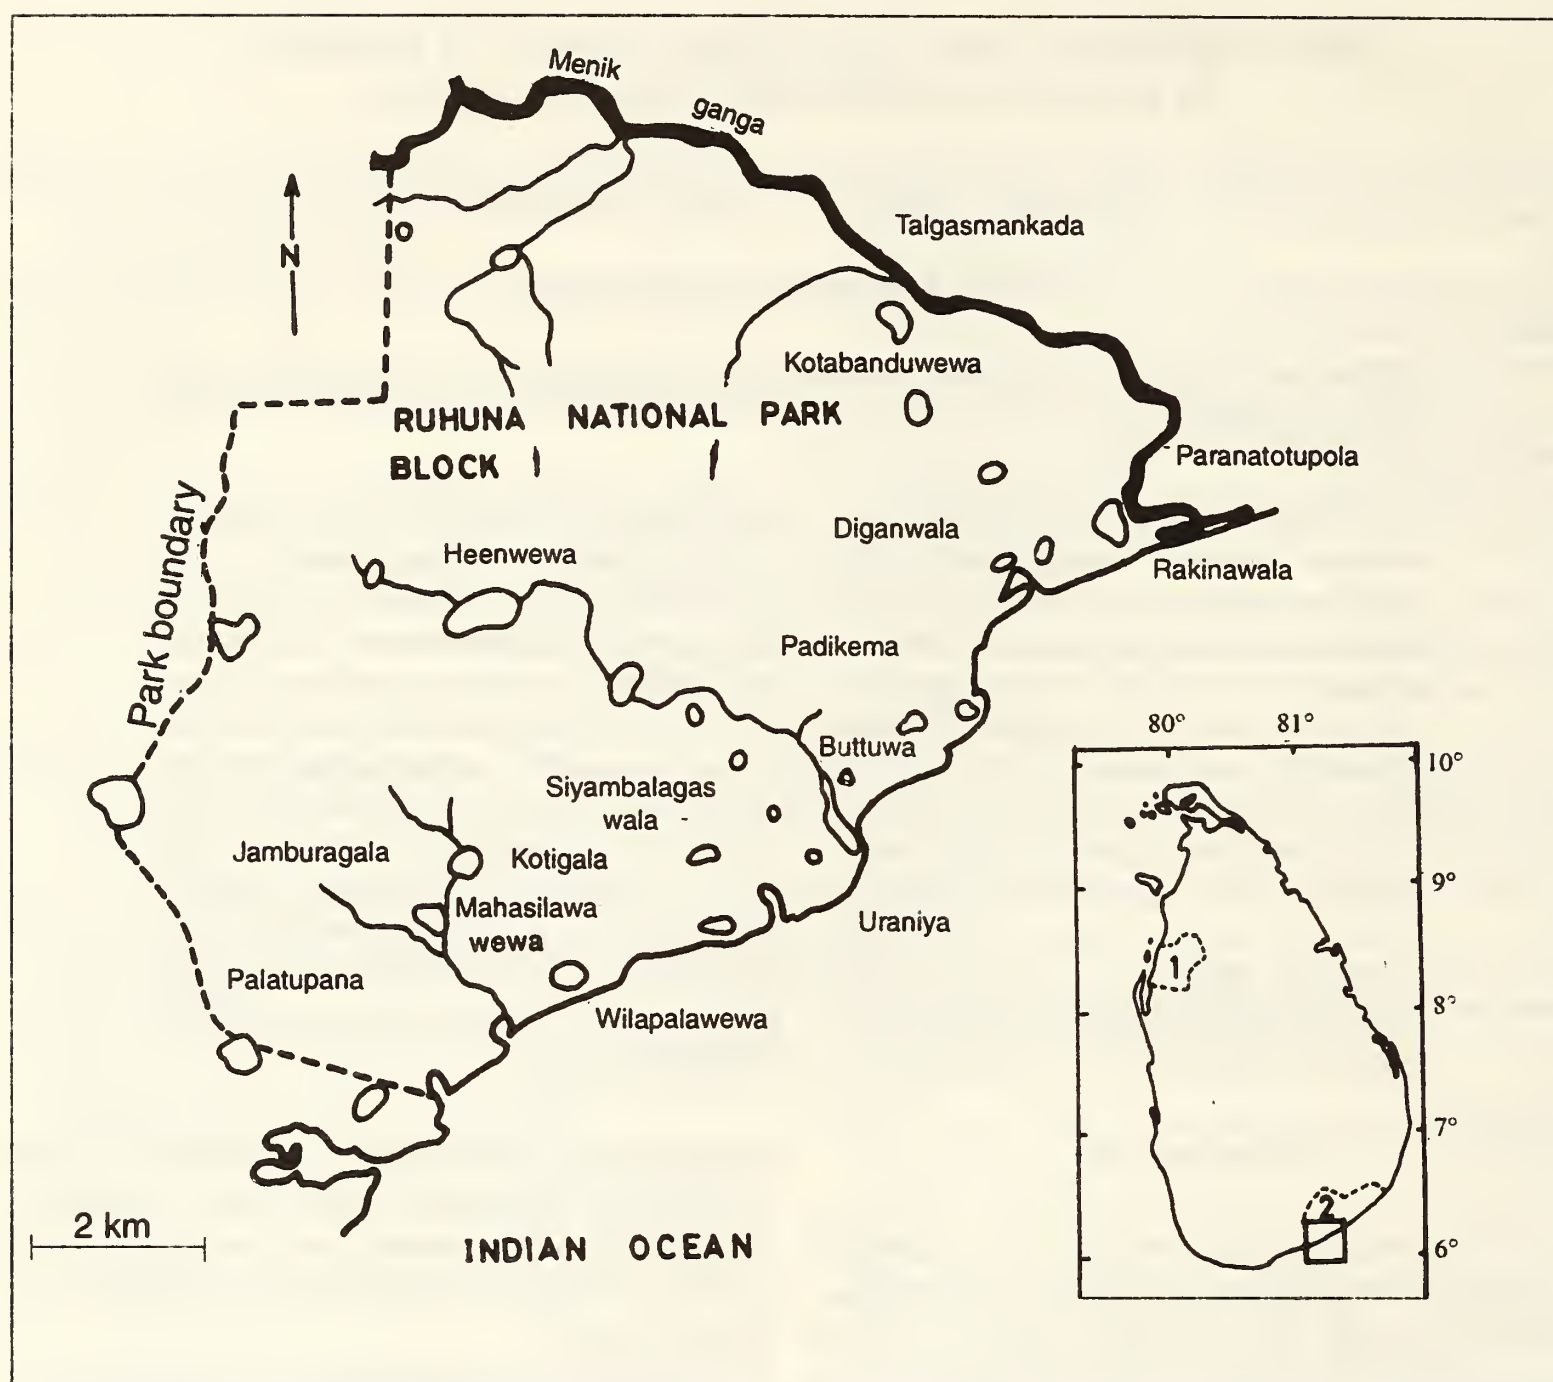 Menik
ganga
Talgasmankada
N
Kotabanduwewa
RUHUNA NATIONAL PARK
BLOCK I
Paranatotupola
Park boundary
Diganwala
Heenwewa
Rakinawala
Padikema
Buttuwa
Siyambalagas
wala -
Jamburagala
Kotigala
Mahasilawa
wewa
Uraniya
Palatupana
Wilapalawewa
2 km
INDIAN OCEAN
80° 81°
10°
9°
1
8°
7°
2
6°